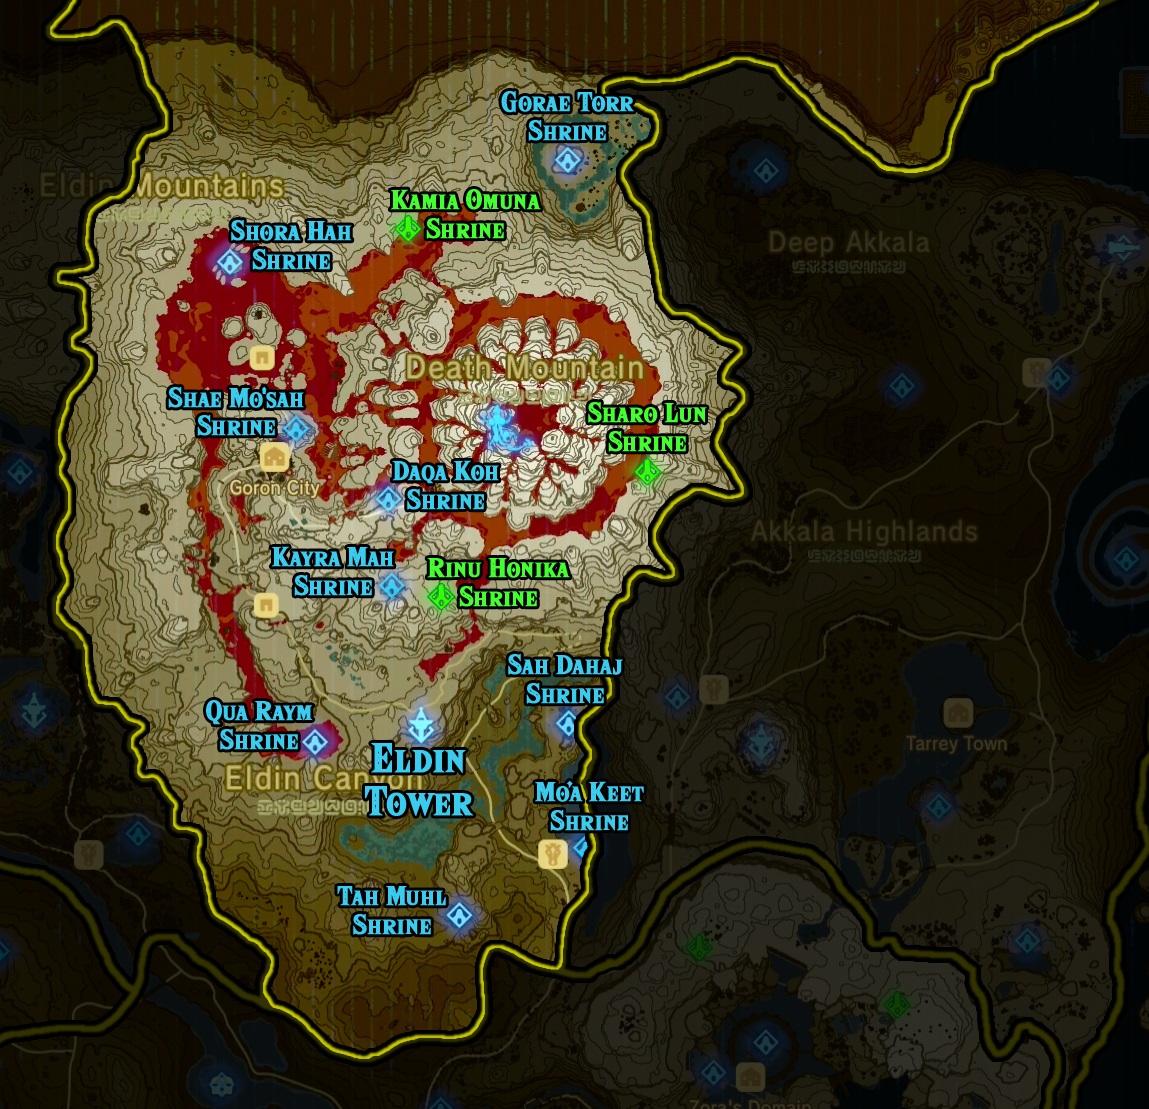 Gorae Torr
Shrine
Eldin Mountains
Kamia Omuna
Shrine
Shora Hah
Shrine
Deep Akkala
Death Mountain
Shae Mo'sah
Shrine
Sharo Lun
Shrine
Daqa Koh
Shrine
Goron City
Akkala Highlands
Kayra Mah
Shrine
Rinu Honika
Shrine
Sah Dahaj
Shrine
Qua Raym
Shrine
Tarrey Town
Eldin
Tower
Eldin Canyon
Mo'a Keet
Shrine
Tah Muhl
Shrine
Zora's Domain